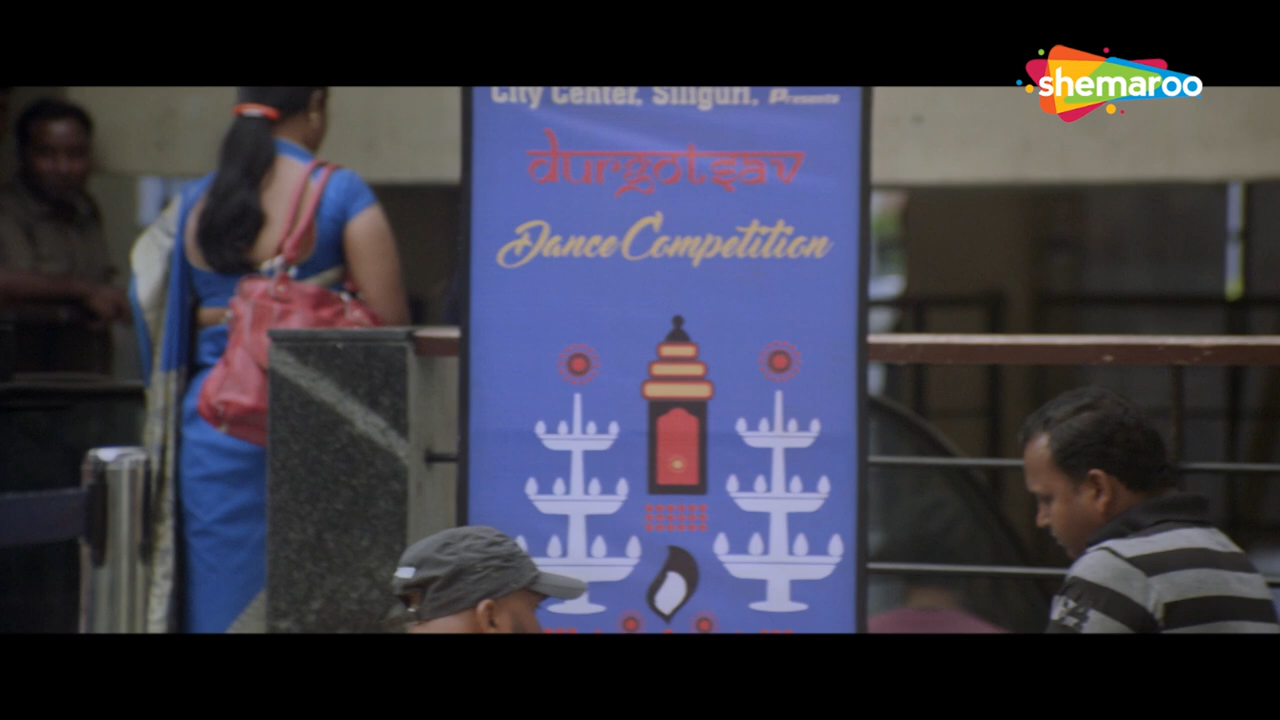 shemaroo
City Center, Siliguri, Presents
durgotsav
Dance Competition